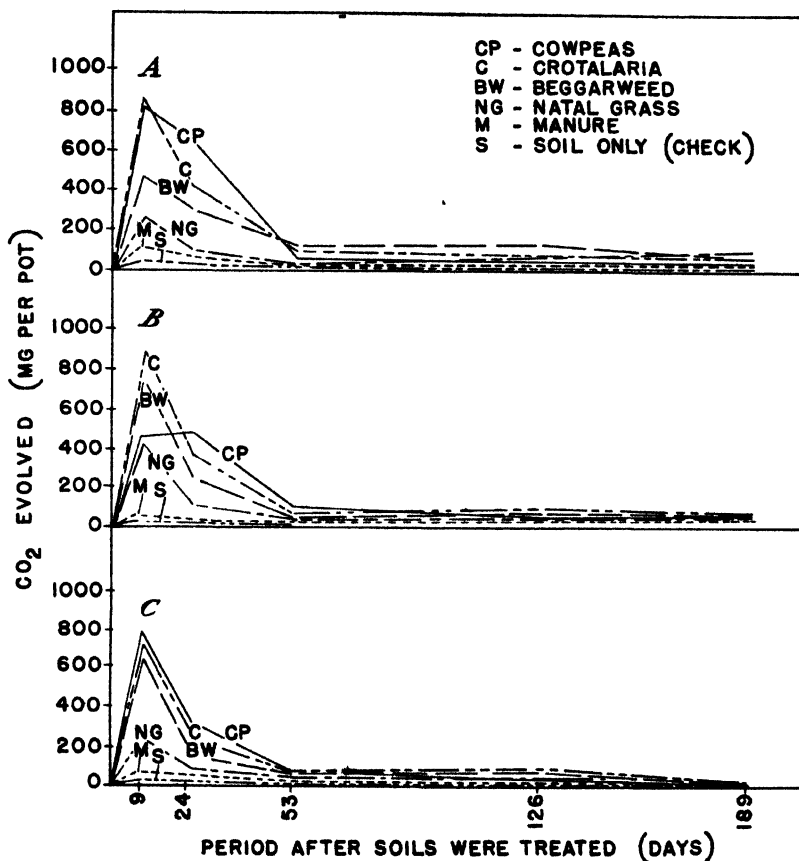 CP - COWPEAS
C - CROTALARIA
BW - BEGGARWEED
NG - NATAL GRASS
M - MANURE
S - SOIL ONLY (CHECK)
A
1000
800
600
400
200
0
CP
C
BW
NG
M
S
B
1000
800
600
400
200
0
C
BW
CP
NG
M
S
C
1000
800
600
400
200
0
NG
M
S
C
CP
BW
CO2 EVOLVED (MG PER POT)
9
24
53
126
189
PERIOD AFTER SOILS WERE TREATED (DAYS)